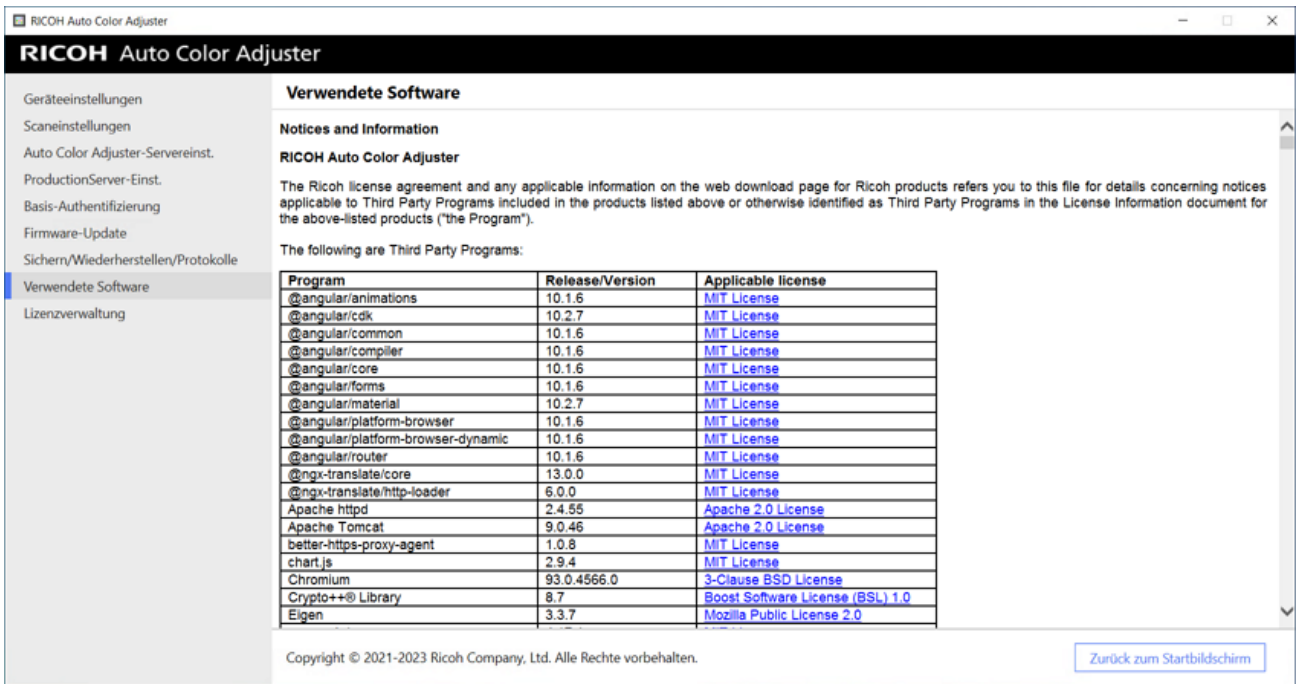 RICOH Auto Color Adjuster
RICOH Auto Color Adjuster
Geräteeinstellungen
Scaneinstellungen
Auto Color Adjuster-Servereinst.
ProductionServer-Einst.
Basis-Authentifizierung
Firmware-Update
Sichern/Wiederherstellen/Protokolle
Verwendete Software
Lizenzverwaltung
Verwendete Software
Notices and Information
RICOH Auto Color Adjuster
The Ricoh license agreement and any applicable information on the web download page for Ricoh products refers you to this file for details concerning notices
applicable to Third Party Programs included in the products listed above or otherwise identified as Third Party Programs in the License Information document for
the above-listed products ("the Program").
The following are Third Party Programs:
Program Release/Version Applicable license
@angular/animations 10.1.6 MIT License
@angular/cdk 10.2.7 MIT License
@angular/common 10.1.6 MIT License
@angular/compiler 10.1.6 MIT License
@angular/core 10.1.6 MIT License
@angular/forms 10.1.6 MIT License
@angular/material 10.2.7 MIT License
@angular/platform-browser 10.1.6 MIT License
@angular/platform-browser-dynamic 10.1.6 MIT License
@angular/router 10.1.6 MIT License
@ngx-translate/core 13.0.0 MIT License
@ngx-translate/http-loader 6.0.0 MIT License
Apache httpd 2.4.55 Apache 2.0 License
Apache Tomcat 9.0.46 Apache 2.0 License
better-https-proxy-agent 1.0.8 MIT License
chart.js 2.9.4 MIT License
Chromium 93.0.4566.0 3-Clause BSD License
Crypto++® Library 8.7 Boost Software License (BSL) 1.0
Eigen 3.3.7 Mozilla Public License 2.0
Copyright © 2021-2023 Ricoh Company, Ltd. Alle Rechte vorbehalten.
Zurück zum Startbildschirm